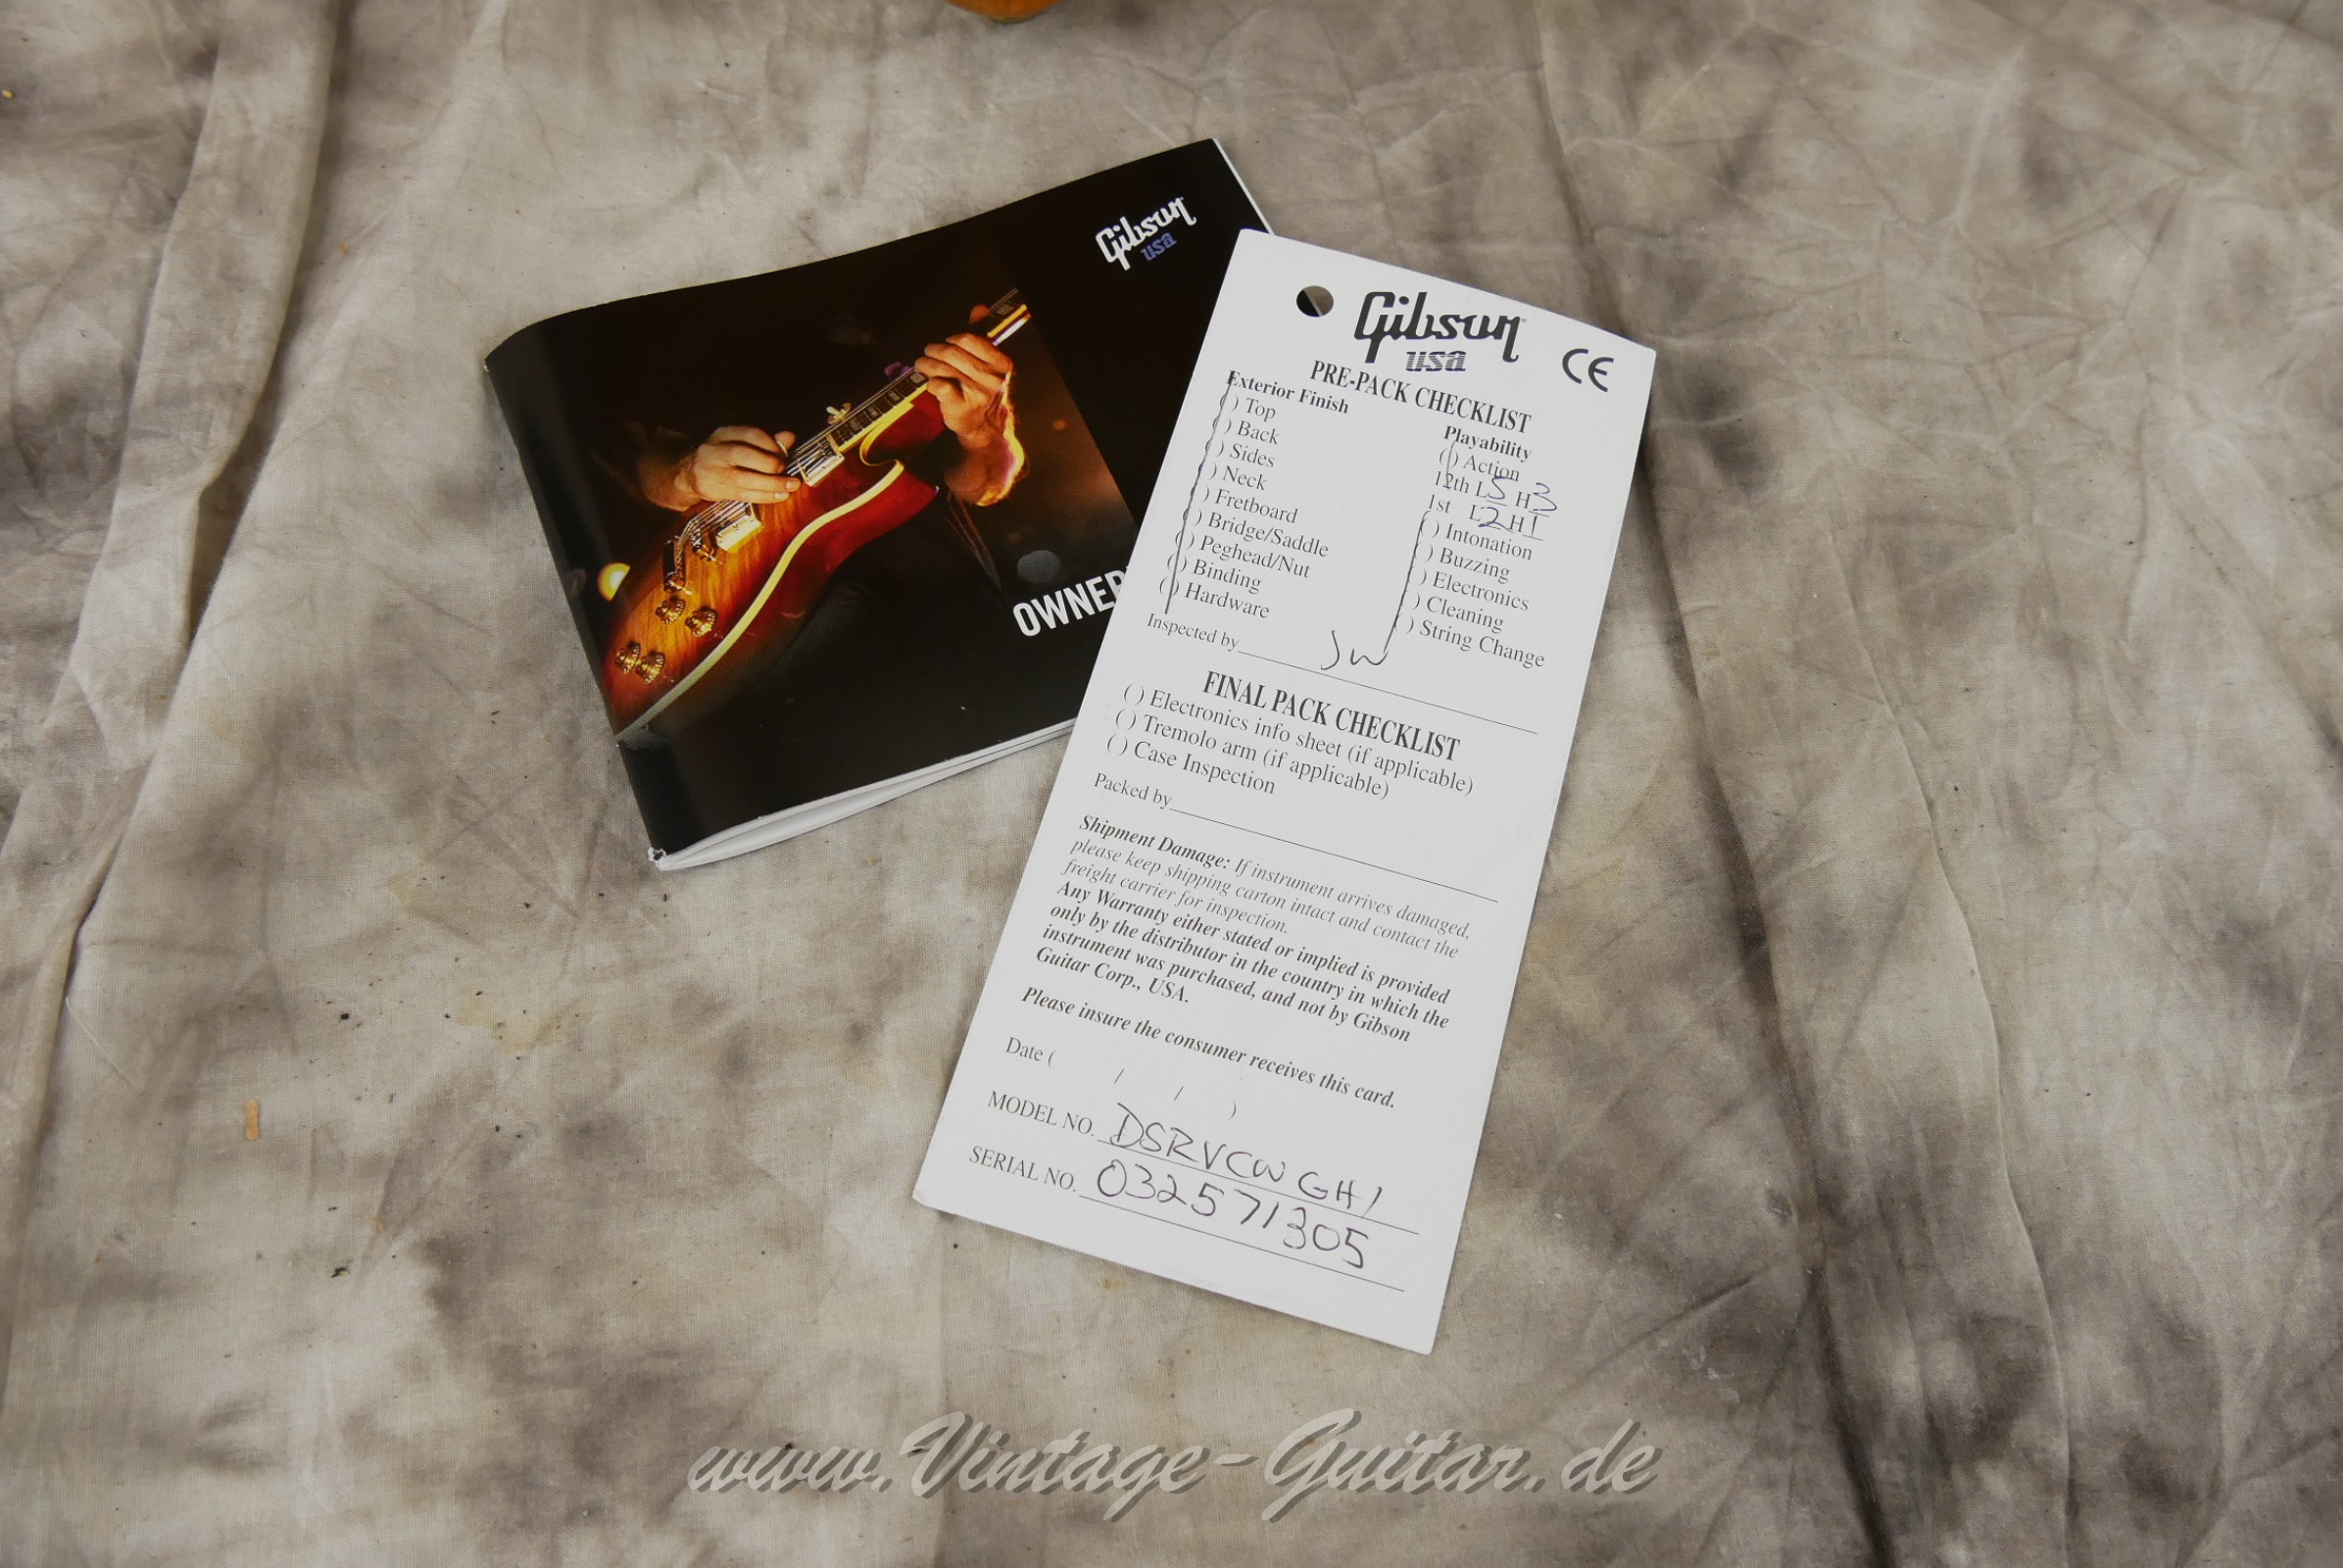 Gibson
usa
OWNER
Gibson
usa
CE
PRE-PACK CHECKLIST
Exterior Finish
( ) Top
( ) Back
( ) Sides
( ) Neck
( ) Fretboard
( ) Bridge/Saddle
( ) Peghead/Nut
( ) Binding
( ) Hardware
Playability
( ) Action
12th L 5 H 3
1st L 2 H 1
( ) Intonation
( ) Buzzing
( ) Electronics
( ) Cleaning
( ) String Change
Inspected by JW
FINAL PACK CHECKLIST
( ) Electronics info sheet (if applicable)
( ) Tremolo arm (if applicable)
( ) Case Inspection
Packed by
Shipment Damage: If instrument arrives damaged,
please keep shipping carton intact and contact the
freight carrier for inspection.
Any Warranty either stated or implied is provided
only by the distributor in the country in which the
instrument was purchased, and not by Gibson
Guitar Corp., USA.
Please insure the consumer receives this card.
Date ( / / )
MODEL NO. DSRVCWGH1
SERIAL NO. 032571305
www.Vintage-Guitar.de